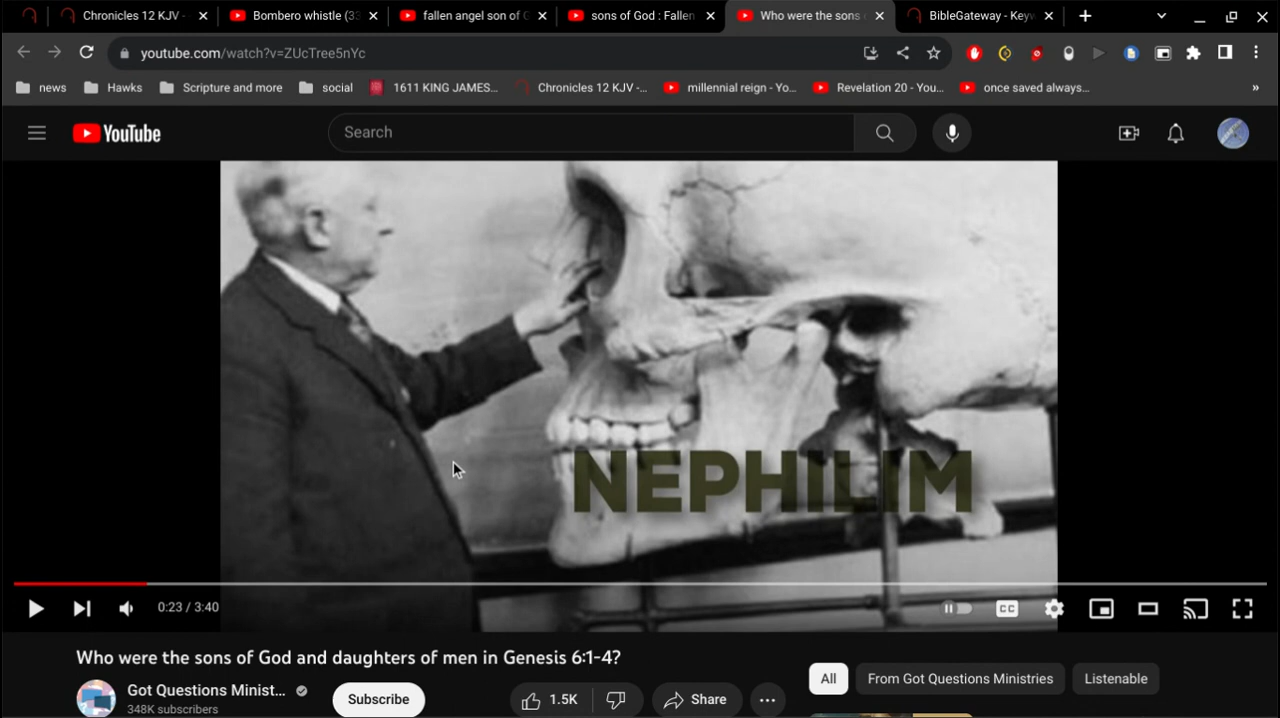 Chronicles 12 KJV -
Bombero whistle (33
fallen angel son of G
sons of God : Fallen
Who were the sons
BibleGateway - Keyw
youtube.com/watch?v=ZUcTree5nYc
news
Hawks
Scripture and more
social
1611 KING JAMES...
Chronicles 12 KJV -...
millennial reign - Yo...
Revelation 20 - You...
once saved always...
»
YouTube
Search
NEPHILIM
0:23 / 3:40
CC
Who were the sons of God and daughters of men in Genesis 6:1-4?
Got Questions Minist...
348K subscribers
Subscribe
1.5K
Share
All
From Got Questions Ministries
Listenable